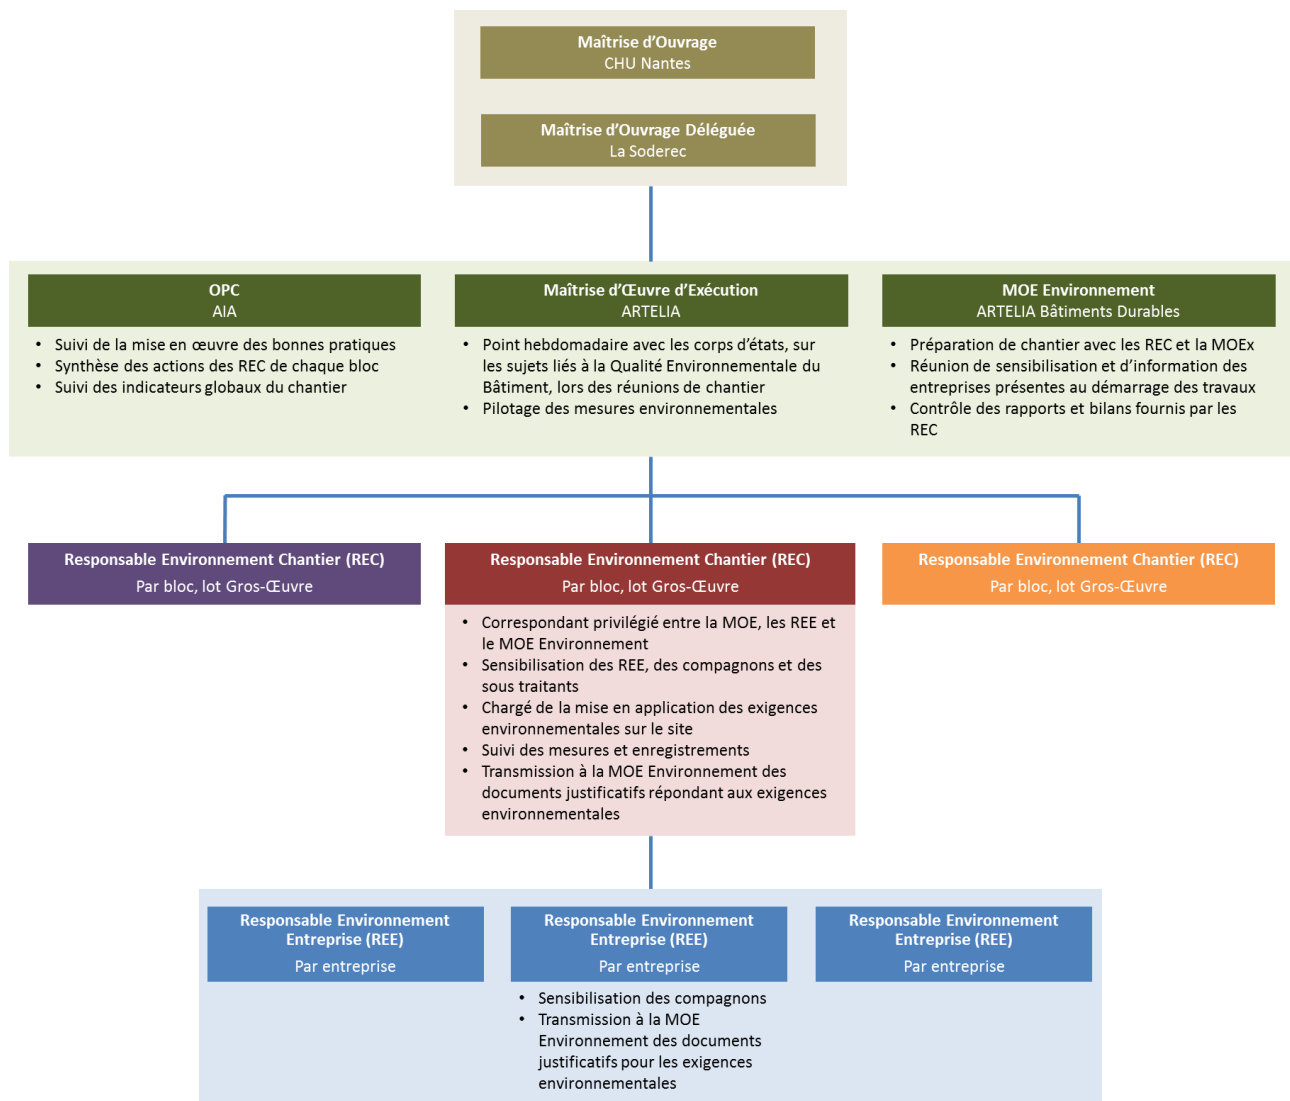 Maîtrise d’Ouvrage
CHU Nantes
Maîtrise d’Ouvrage Déléguée
La Soderec
OPC
AIA
• Suivi de la mise en œuvre des bonnes pratiques
• Synthèse des actions des REC de chaque bloc
• Suivi des indicateurs globaux du chantier
Maîtrise d’Œuvre d’Exécution
ARTELIA
• Point hebdomadaire avec les corps d’états, sur
les sujets liés à la Qualité Environnementale du
Bâtiment, lors des réunions de chantier
• Pilotage des mesures environnementales
MOE Environnement
ARTELIA Bâtiments Durables
• Préparation de chantier avec les REC et la MOEx
• Réunion de sensibilisation et d’information des
entreprises présentes au démarrage des travaux
• Contrôle des rapports et bilans fournis par les
REC
Responsable Environnement Chantier (REC)
Par bloc, lot Gros-Œuvre
Responsable Environnement Chantier (REC)
Par bloc, lot Gros-Œuvre
• Correspondant privilégié entre la MOE, les REE et
le MOE Environnement
• Sensibilisation des REE, des compagnons et des
sous traitants
• Chargé de la mise en application des exigences
environnementales sur le site
• Suivi des mesures et enregistrements
• Transmission à la MOE Environnement des
documents justificatifs répondant aux exigences
environnementales
Responsable Environnement Chantier (REC)
Par bloc, lot Gros-Œuvre
Responsable Environnement
Entreprise (REE)
Par entreprise
Responsable Environnement
Entreprise (REE)
Par entreprise
• Sensibilisation des compagnons
• Transmission à la MOE
Environnement des documents
justificatifs pour les exigences
environnementales
Responsable Environnement
Entreprise (REE)
Par entreprise